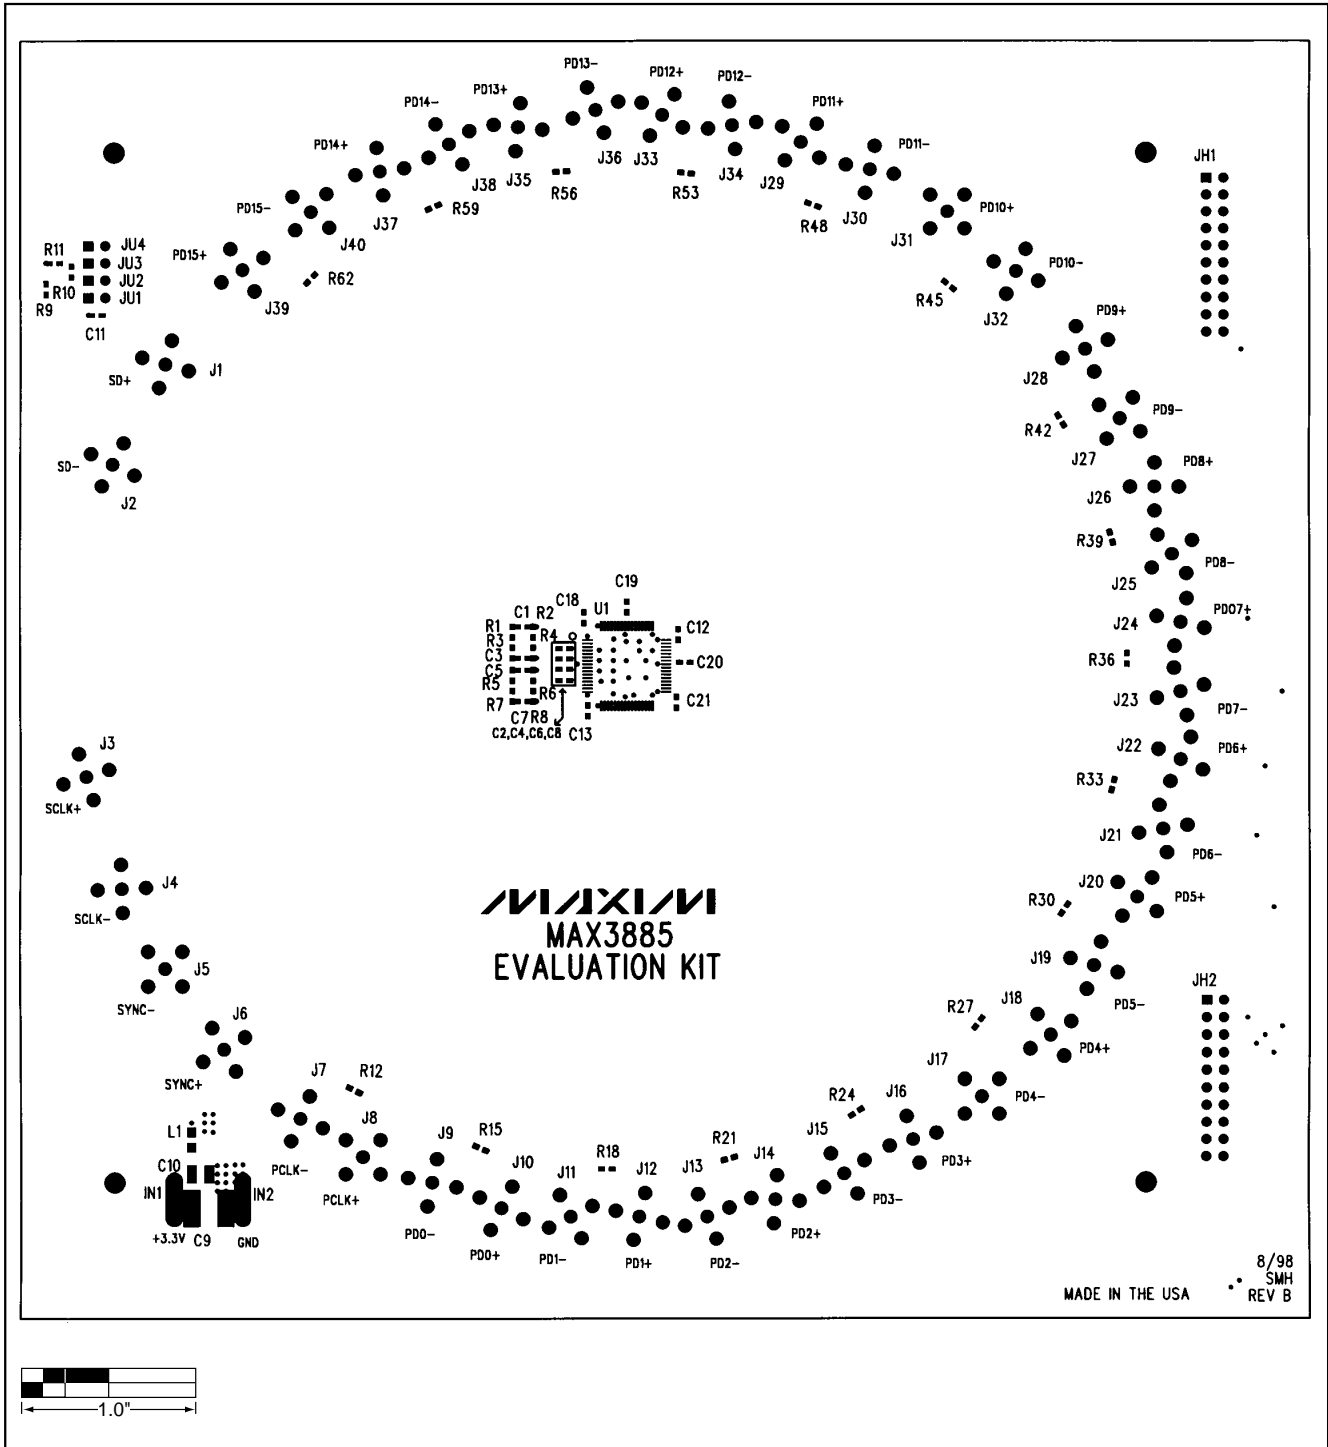 PD13-
PD12+
PD12-
PD13+
PD14-
PD11+
PD14+
PD11-
J36
J33
J34
J29
J35
J38
JH1
R56
R53
R59
R48
J30
J37
PD15-
PD10+
J40
J31
R11
JU4
JU3
JU2
JU1
R10
R9
C11
PD15+
R62
J39
R45
J32
PD10-
PD9+
SD+
J1
J28
PD9-
R42
J27
SD-
J2
PD8+
J26
R39
PD8-
J25
C19
C18
U1
R1
C1
R2
R3
R4
C12
C3
C5
C20
R5
R6
R7
C7
R8
C21
C2,C4,C6,C8
C13
J24
PDO7+
R36
J23
PD7-
J3
J22
PD6+
SCLK+
R33
J21
PD6-
J4
SCLK-
J20
R30
PD5+
MAXIM
MAX3885
EVALUATION KIT
J5
J19
SYNC-
J6
R27
J18
JH2
PD5-
SYNC+
PD4+
J7
R12
J17
L1
J8
R24
J16
PD4-
C10
PCLK-
J9
R15
J10
J11
R18
J12
J13
R21
J14
J15
PD3+
IN1
IN2
PCLK+
PD3-
+3.3V
C9
GND
PD0-
PD0+
PD1-
PD1+
PD2-
PD2+
8/98
SMH
MADE IN THE USA
REV B
1.0"